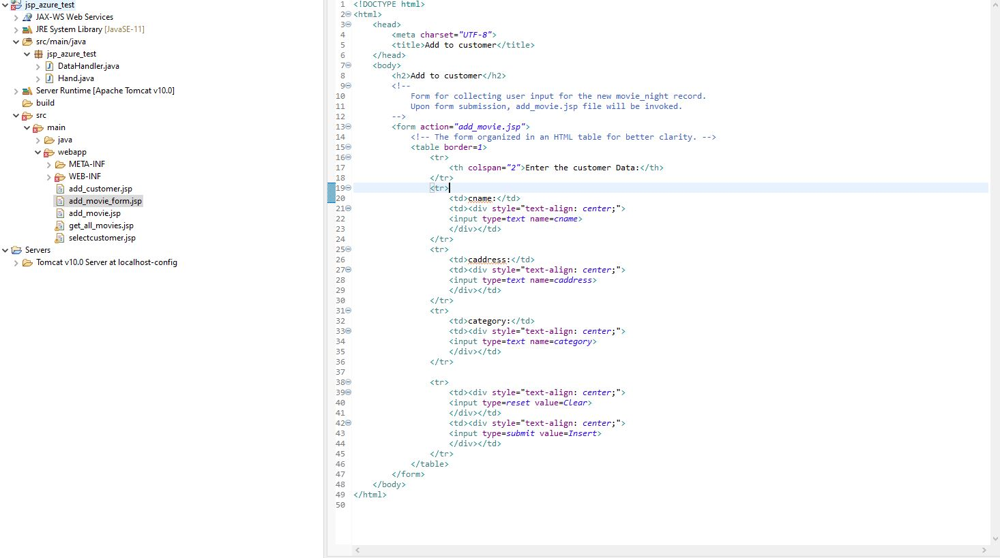 jsp_azure_test
JAX-WS Web Services
JRE System Library [JavaSE-11]
src/main/java
jsp_azure_test
DataHandler.java
Hand.java
Server Runtime [Apache Tomcat v10.0]
build
src
main
java
webapp
META-INF
WEB-INF
add_customer.jsp
add_movie_form.jsp
add_movie.jsp
get_all_movies.jsp
selectcustomer.jsp
Servers
Tomcat v10.0 Server at localhost-config
1 <!DOCTYPE html>
2 <html>
3 <head>
4 <meta charset="UTF-8">
5 <title>Add to customer</title>
6 </head>
7 <body>
8 <h2>Add to customer</h2>
9 <!--
10 Form for collecting user input for the new movie_night record.
11 Upon form submission, add_movie.jsp file will be invoked.
12 -->
13 <form action="add_movie.jsp">
14 <!-- The form organized in an HTML table for better clarity. -->
15 <table border=1>
16 <tr>
17 <th colspan="2">Enter the customer Data:</th>
18 </tr>
19 <tr>
20 <td>cname:</td>
21 <td><div style="text-align: center;">
22 <input type=text name=cname>
23 </div></td>
24 </tr>
25 <tr>
26 <td>caddress:</td>
27 <td><div style="text-align: center;">
28 <input type=text name=caddress>
29 </div></td>
30 </tr>
31 <tr>
32 <td>category:</td>
33 <td><div style="text-align: center;">
34 <input type=text name=category>
35 </div></td>
36 </tr>
37
38 <tr>
39 <td><div style="text-align: center;">
40 <input type=reset value=Clear>
41 </div></td>
42 <td><div style="text-align: center;">
43 <input type=submit value=Insert>
44 </div></td>
45 </tr>
46 </table>
47 </form>
48 </body>
49 </html>
50